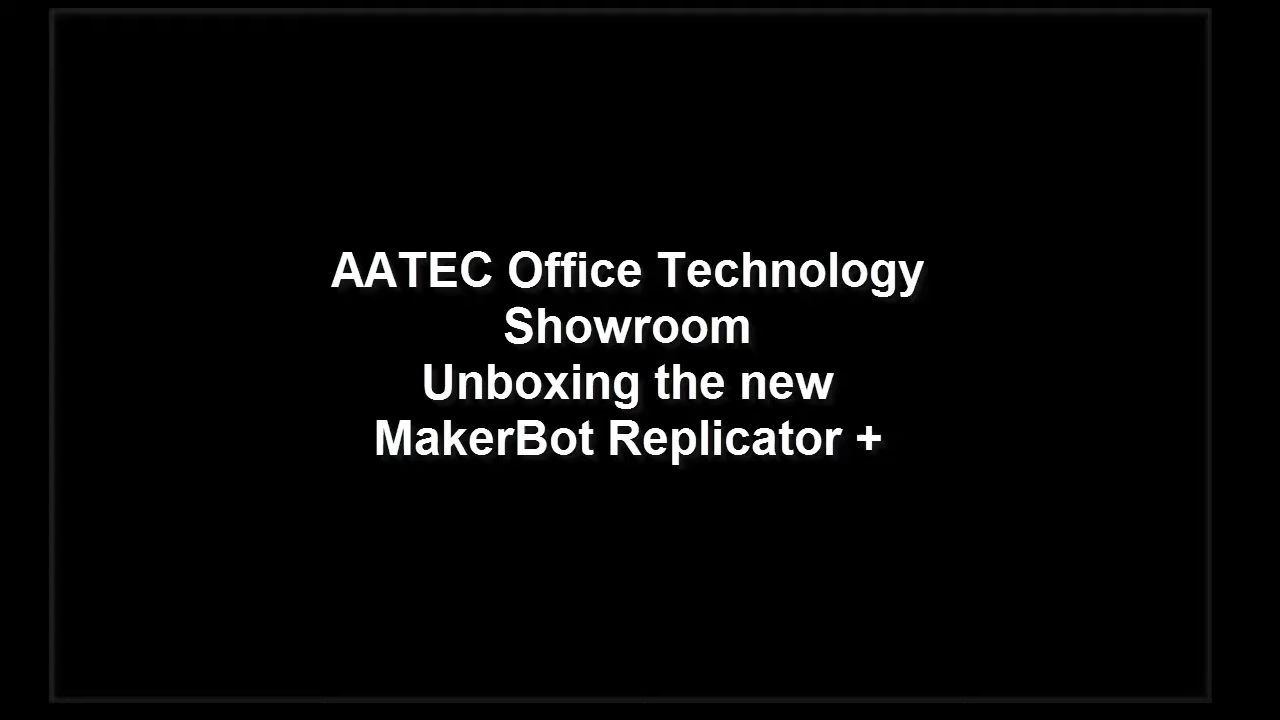 AATEC Office Technology
Showroom
Unboxing the new
MakerBot Replicator +